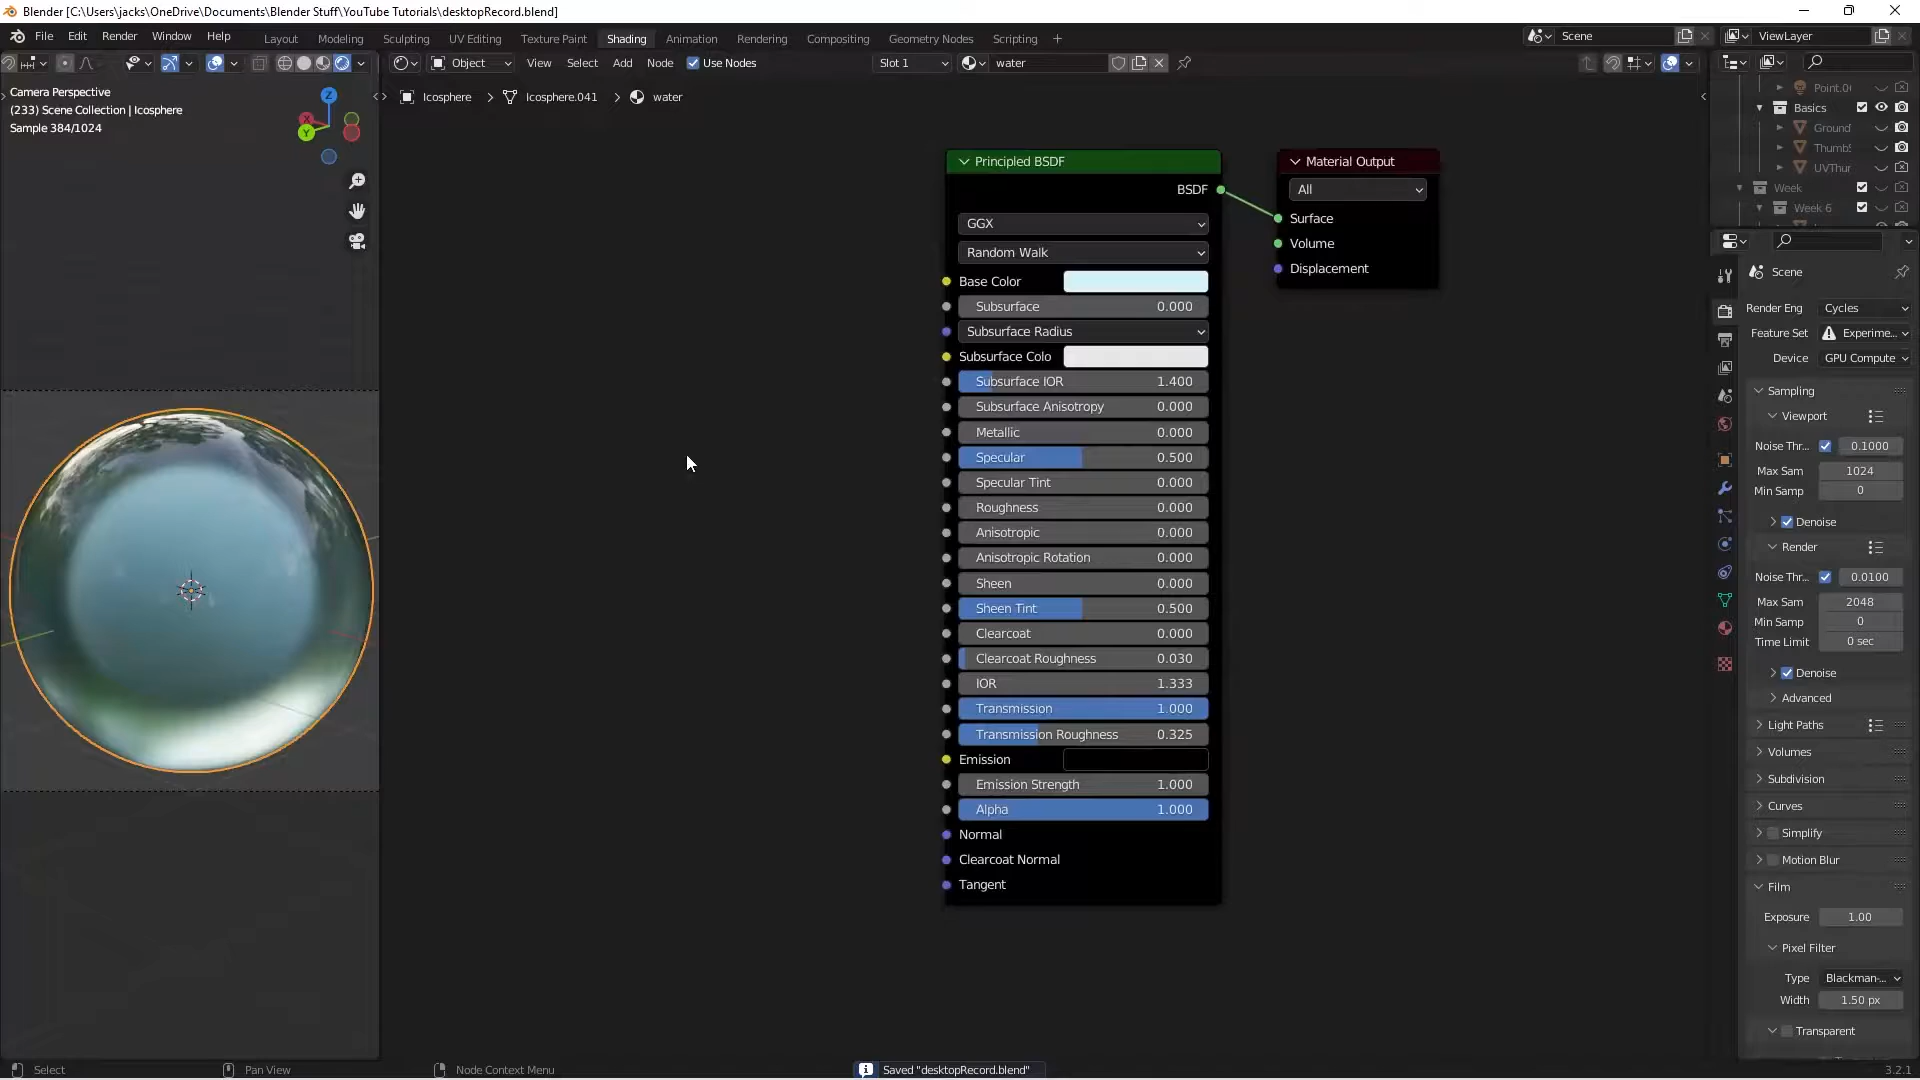 Blender [C:\Users\jacks\OneDrive\Documents\Blender Stuff\YouTube Tutorials\desktopRecord.blend]
File Edit Render Window Help Layout Modeling Sculpting UV Editing Texture Paint Shading Animation Rendering Compositing Geometry Nodes Scripting + Scene ViewLayer
Object View Select Add Node Use Nodes Slot 1 water
Camera Perspective
(233) Scene Collection | Icosphere
Sample 384/1024
Z
X
Y
Icosphere > Icosphere.041 > water
Principled BSDF
BSDF
GGX
Random Walk
Base Color
Subsurface 0.000
Subsurface Radius
Subsurface Colo
Subsurface IOR 1.400
Subsurface Anisotropy 0.000
Metallic 0.000
Specular 0.500
Specular Tint 0.000
Roughness 0.000
Anisotropic 0.000
Anisotropic Rotation 0.000
Sheen 0.000
Sheen Tint 0.500
Clearcoat 0.000
Clearcoat Roughness 0.030
IOR 1.333
Transmission 1.000
Transmission Roughness 0.325
Emission
Emission Strength 1.000
Alpha 1.000
Normal
Clearcoat Normal
Tangent
Material Output
All
Surface
Volume
Displacement
Basics
Ground
UVThur
Week
Week 6
Scene
Render Eng Cycles
Feature Set Experime...
Device GPU Compute
Sampling
Viewport
Noise Thr... 0.1000
Max Sam 1024
Min Samp 0
Denoise
Render
Noise Thr... 0.0100
Max Sam 2048
Min Samp 0
Time Limit 0 sec
Denoise
Advanced
Light Paths
Volumes
Subdivision
Curves
Simplify
Motion Blur
Film
Exposure 1.00
Pixel Filter
Type Blackman-...
Width 1.50 px
Transparent
Select Pan View Node Context Menu Saved "desktopRecord.blend" 3.2.1